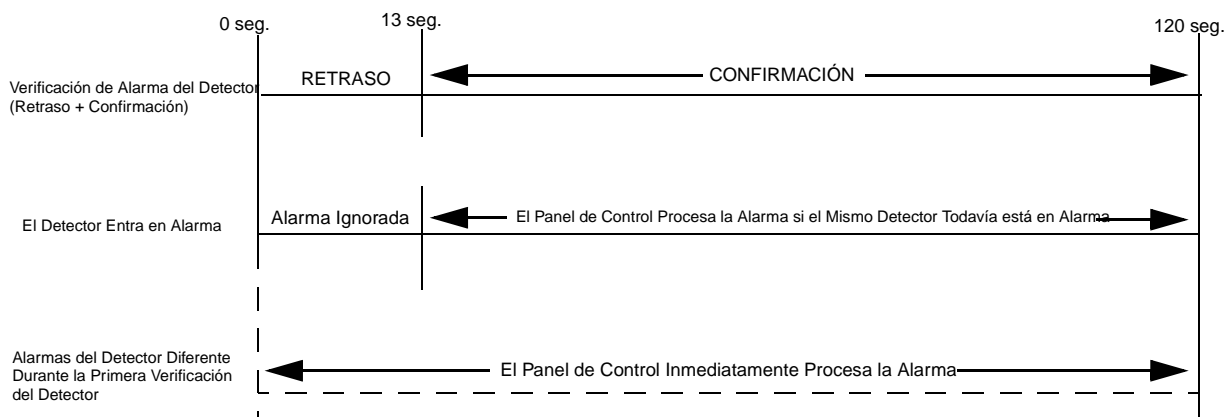 0 seg.
13 seg.
120 seg.
Verificación de Alarma del Detector
(Retraso + Confirmación)
RETRASO
CONFIRMACIÓN
El Detector Entra en Alarma
Alarma Ignorada
El Panel de Control Procesa la Alarma si el Mismo Detector Todavía está en Alarma
Alarmas del Detector Diferente
Durante la Primera Verificación
del Detector
El Panel de Control Inmediatamente Procesa la Alarma